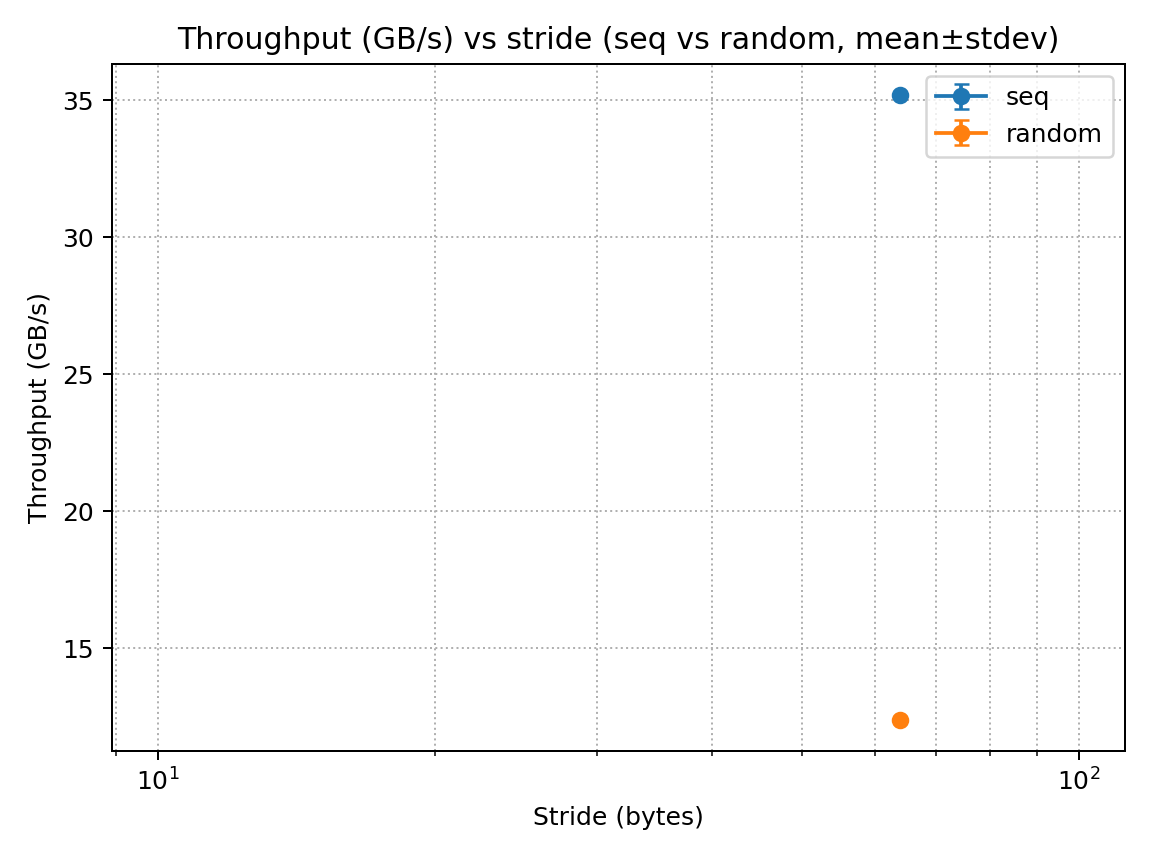 Throughput (GB/s) vs stride (seq vs random, mean±stdev)
seq
random
Throughput (GB/s)
35
30
25
20
15
10¹
10²
Stride (bytes)